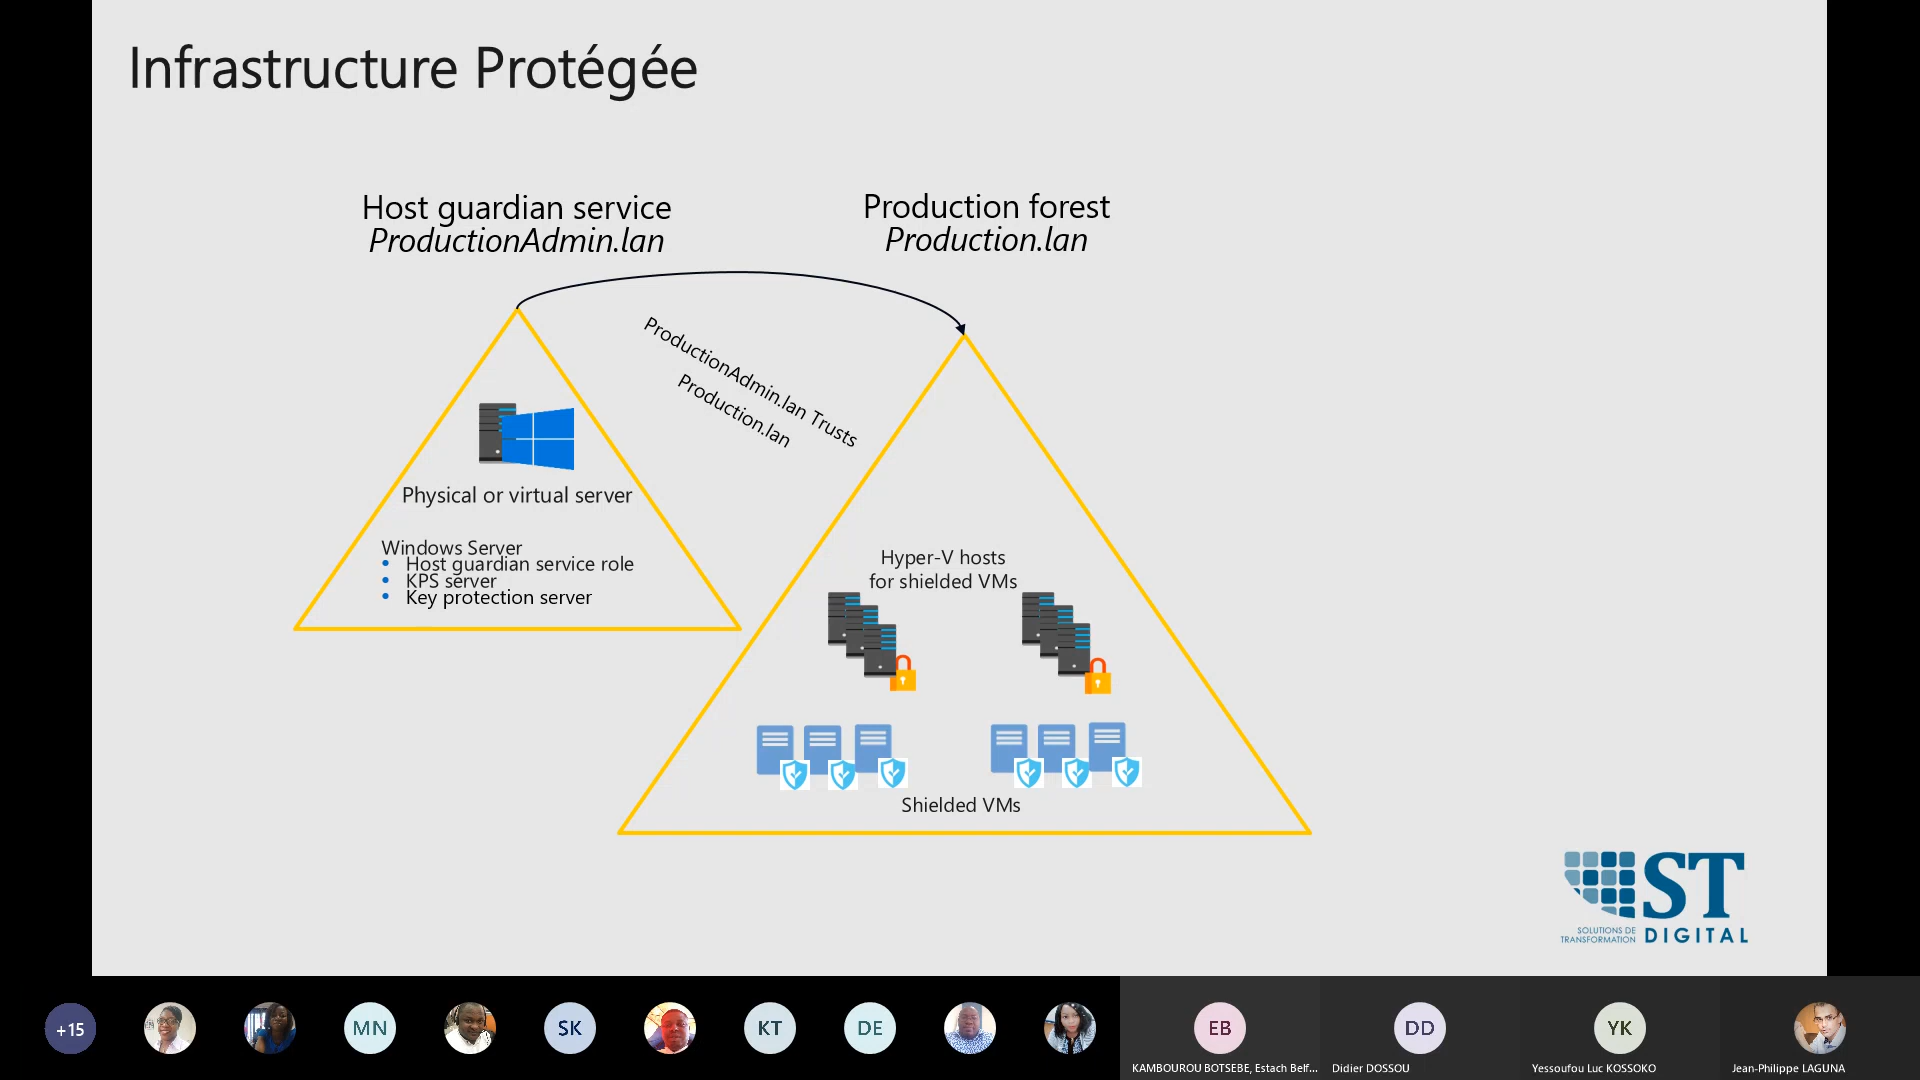 Infrastructure Protégée
Host guardian service
ProductionAdmin.lan
Production forest
Production.lan
ProductionAdmin.lan Trusts
Production.lan
Physical or virtual server
Windows Server
• Host guardian service role
• KPS server
• Key protection server
Hyper-V hosts
for shielded VMs
Shielded VMs
ST
SOLUTIONS DE
TRANSFORMATION
DIGITAL
+15
MN
SK
KT
DE
EB
DD
YK
KAMBOUROU BOTSEBE, Estach Belf...
Didier DOSSOU
Yessoufou Luc KOSSOKO
Jean-Philippe LAGUNA